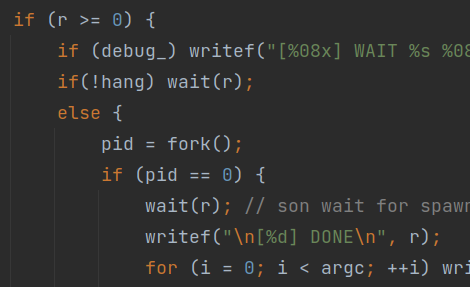 if (r >= 0) {
if (debug_) writef("[%08x] WAIT %s %08
if(!hang) wait(r);
else {
pid = fork();
if (pid == 0) {
wait(r); // son wait for spawn
writef("\n[%d] DONE\n", r);
for (i = 0; i < argc; ++i) wri